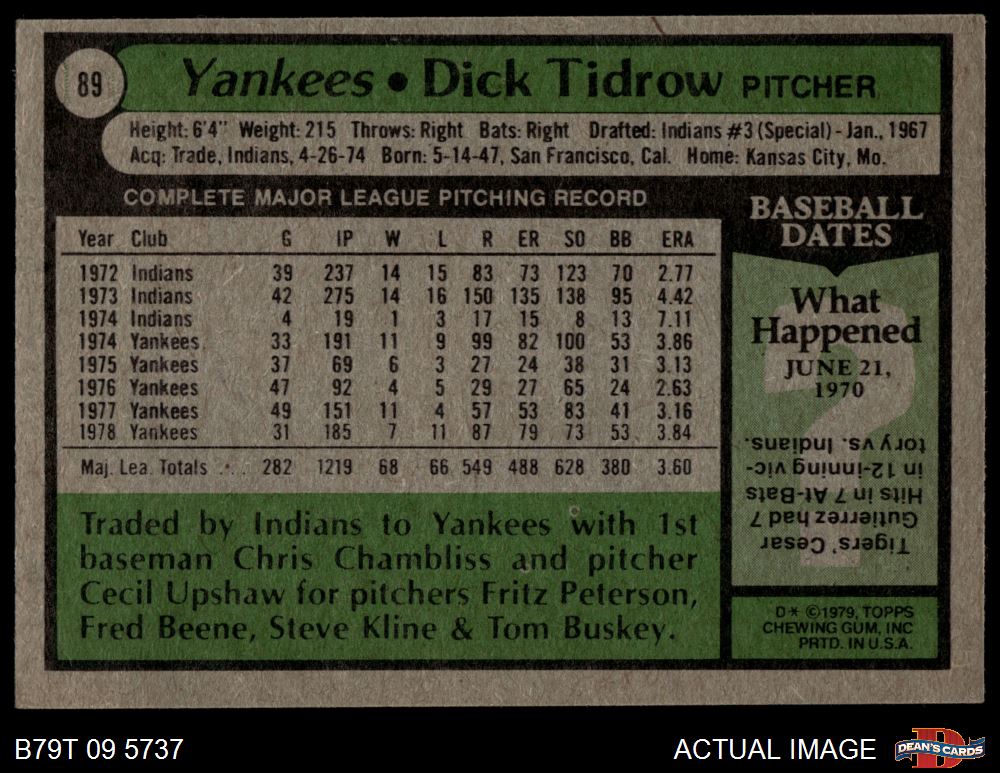 89
Yankees • Dick Tidrow PITCHER
Height: 6'4" Weight: 215 Throws: Right Bats: Right Drafted: Indians #3 (Special) - Jan., 1967
Acq: Trade, Indians, 4-26-74 Born: 5-14-47, San Francisco, Cal. Home: Kansas City, Mo.
COMPLETE MAJOR LEAGUE PITCHING RECORD
Year Club G IP W L R ER SO BB ERA
1972 Indians 39 237 14 15 83 73 123 70 2.77
1973 Indians 42 275 14 16 150 135 138 95 4.42
1974 Indians 4 19 1 3 17 15 8 13 7.11
1974 Yankees 33 191 11 9 99 82 100 53 3.86
1975 Yankees 37 69 6 3 27 24 38 31 3.13
1976 Yankees 47 92 4 5 29 27 65 24 2.63
1977 Yankees 49 151 11 4 57 53 83 41 3.16
1978 Yankees 31 185 7 11 87 79 73 53 3.84
Maj. Lea. Totals .... 282 1219 68 66 549 488 628 380 3.60
Traded by Indians to Yankees with 1st
baseman Chris Chambliss and pitcher
Cecil Upshaw for pitchers Fritz Peterson,
Fred Beene, Steve Kline & Tom Buskey.
BASEBALL
DATES
What
Happened
JUNE 21,
1970
Tigers' Cesar
Gutierrez had 7
Hits in 7 At-Bats
in 12-inning vic-
tory vs. Indians.
D* ©1979, TOPPS
CHEWING GUM, INC
PRTD. IN U.S.A.
B79T 09 5737
ACTUAL IMAGE
D
DEAN'S CARDS